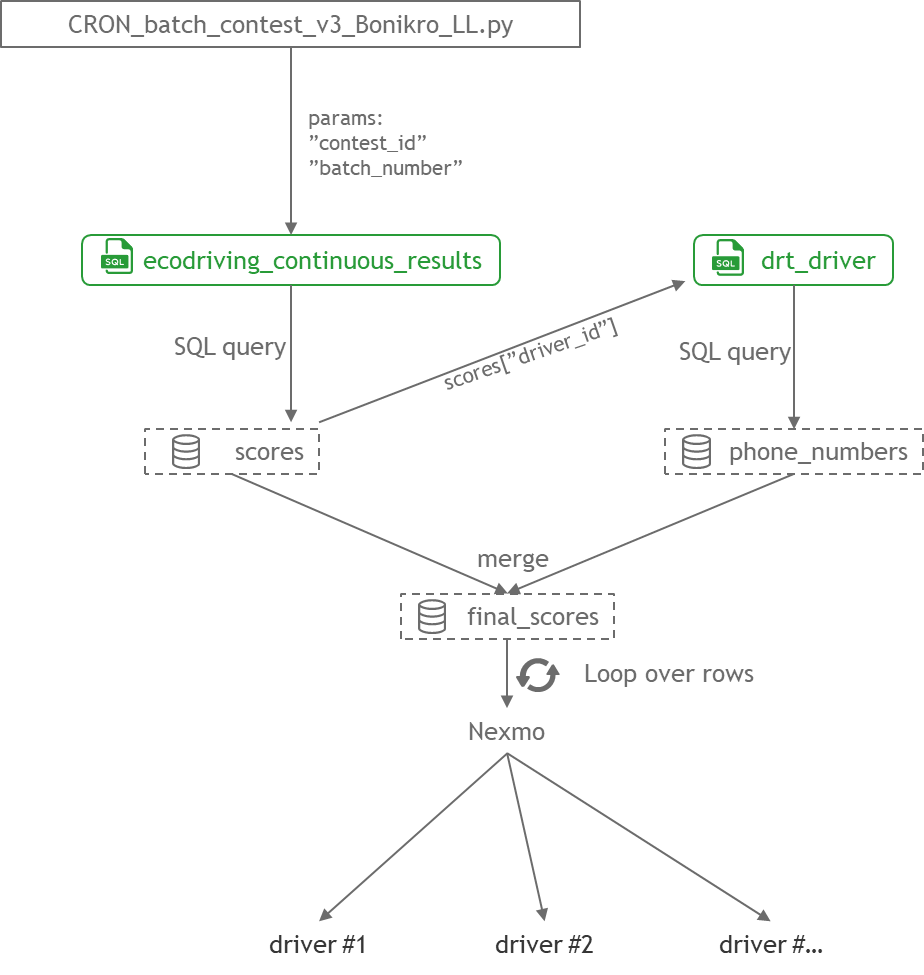 CRON_batch_contest_v3_Bonikro_LL.py
params:
”contest_id”
”batch_number”
SQL ecodriving_continuous_results
SQL drt_driver
SQL query
scores[”driver_id”]
SQL query
scores
phone_numbers
merge
final_scores
Loop over rows
Nexmo
driver #1
driver #2
driver #...